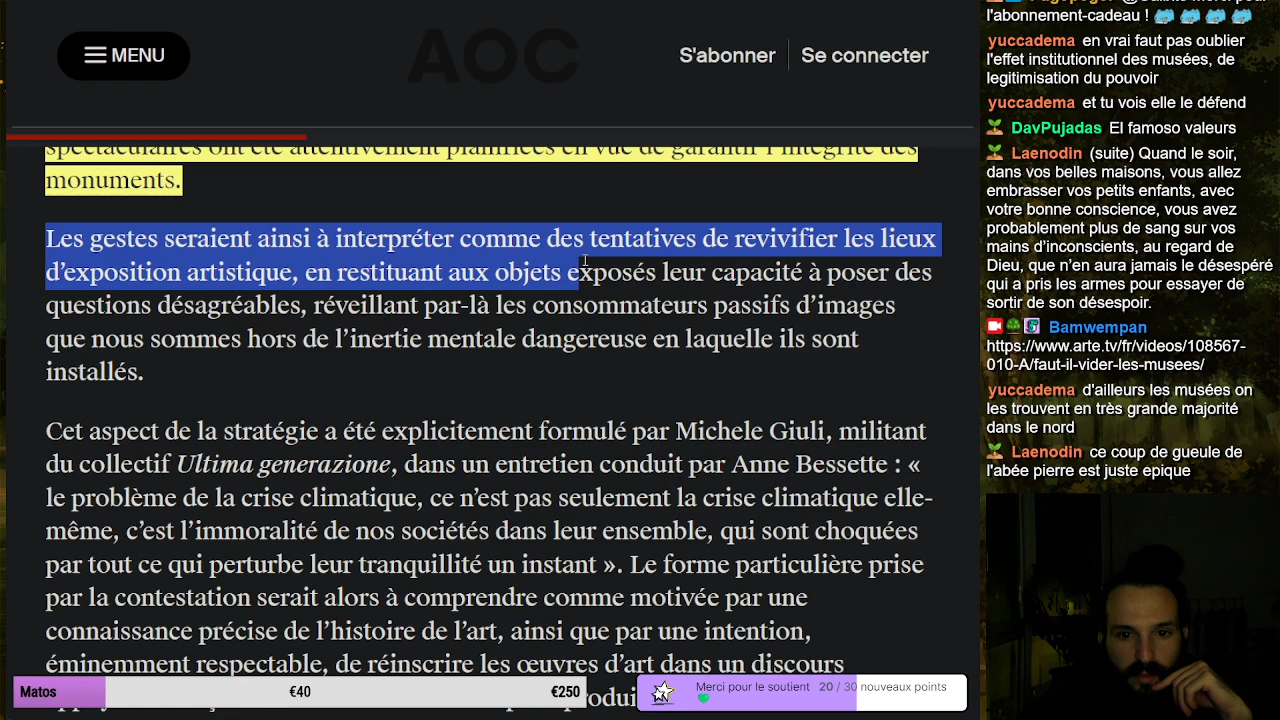 MENU
AOC
S'abonner
Se connecter
spectaculaires ont été attentivement planifiées en vue de garantir l'intégrité des
monuments.
Les gestes seraient ainsi à interpréter comme des tentatives de revivifier les lieux
d’exposition artistique, en restituant aux objets exposés leur capacité à poser des
questions désagréables, réveillant par-là les consommateurs passifs d’images
que nous sommes hors de l’inertie mentale dangereuse en laquelle ils sont
installés.
Cet aspect de la stratégie a été explicitement formulé par Michele Giuli, militant
du collectif Ultima generazione, dans un entretien conduit par Anne Bessette : «
le problème de la crise climatique, ce n’est pas seulement la crise climatique elle-
même, c’est l’immoralité de nos sociétés dans leur ensemble, qui sont choquées
par tout ce qui perturbe leur tranquillité un instant ». Le forme particulière prise
par la contestation serait alors à comprendre comme motivée par une
connaissance précise de l’histoire de l’art, ainsi que par une intention,
éminemment respectable, de réinscrire les œuvres d’art dans un discours
Matos
€40
€250
Merci pour le soutient 20 / 30 nouveaux points
l'abonnement-cadeau !
yuccadema en vrai faut pas oublier
l'effet institutionnel des musées, de
legitimisation du pouvoir
yuccadema et tu vois elle le défend
DavPujadas El famoso valeurs
Laenodin (suite) Quand le soir,
dans vos belles maisons, vous allez
embrasser vos petits enfants, avec
votre bonne conscience, vous avez
probablement plus de sang sur vos
mains d'inconscients, au regard de
Dieu, que n'en aura jamais le désespéré
qui a pris les armes pour essayer de
sortir de son désespoir.
Bamwempan
https://www.arte.tv/fr/videos/108567-
010-A/faut-il-vider-les-musees/
yuccadema d'ailleurs les musées on
les trouvent en très grande majorité
dans le nord
Laenodin ce coup de gueule de
l'abée pierre est juste epique